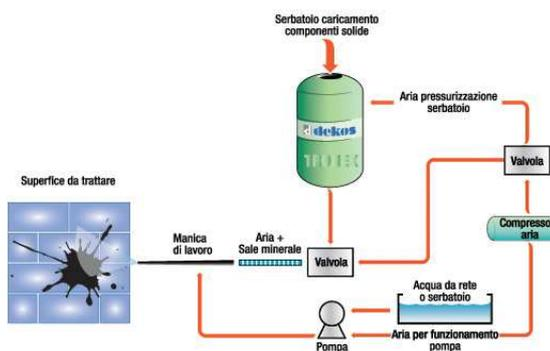 Serbatoio caricamento
componenti solide
dekos
Aria pressurizzazione
serbatoio
Valvola
Superfice da trattare
Compresso
aria
Manica
di lavoro
Aria +
Sale minerale
Valvola
Acqua da rete
o serbatoio
Pompa
Aria per funzionamento
pompa